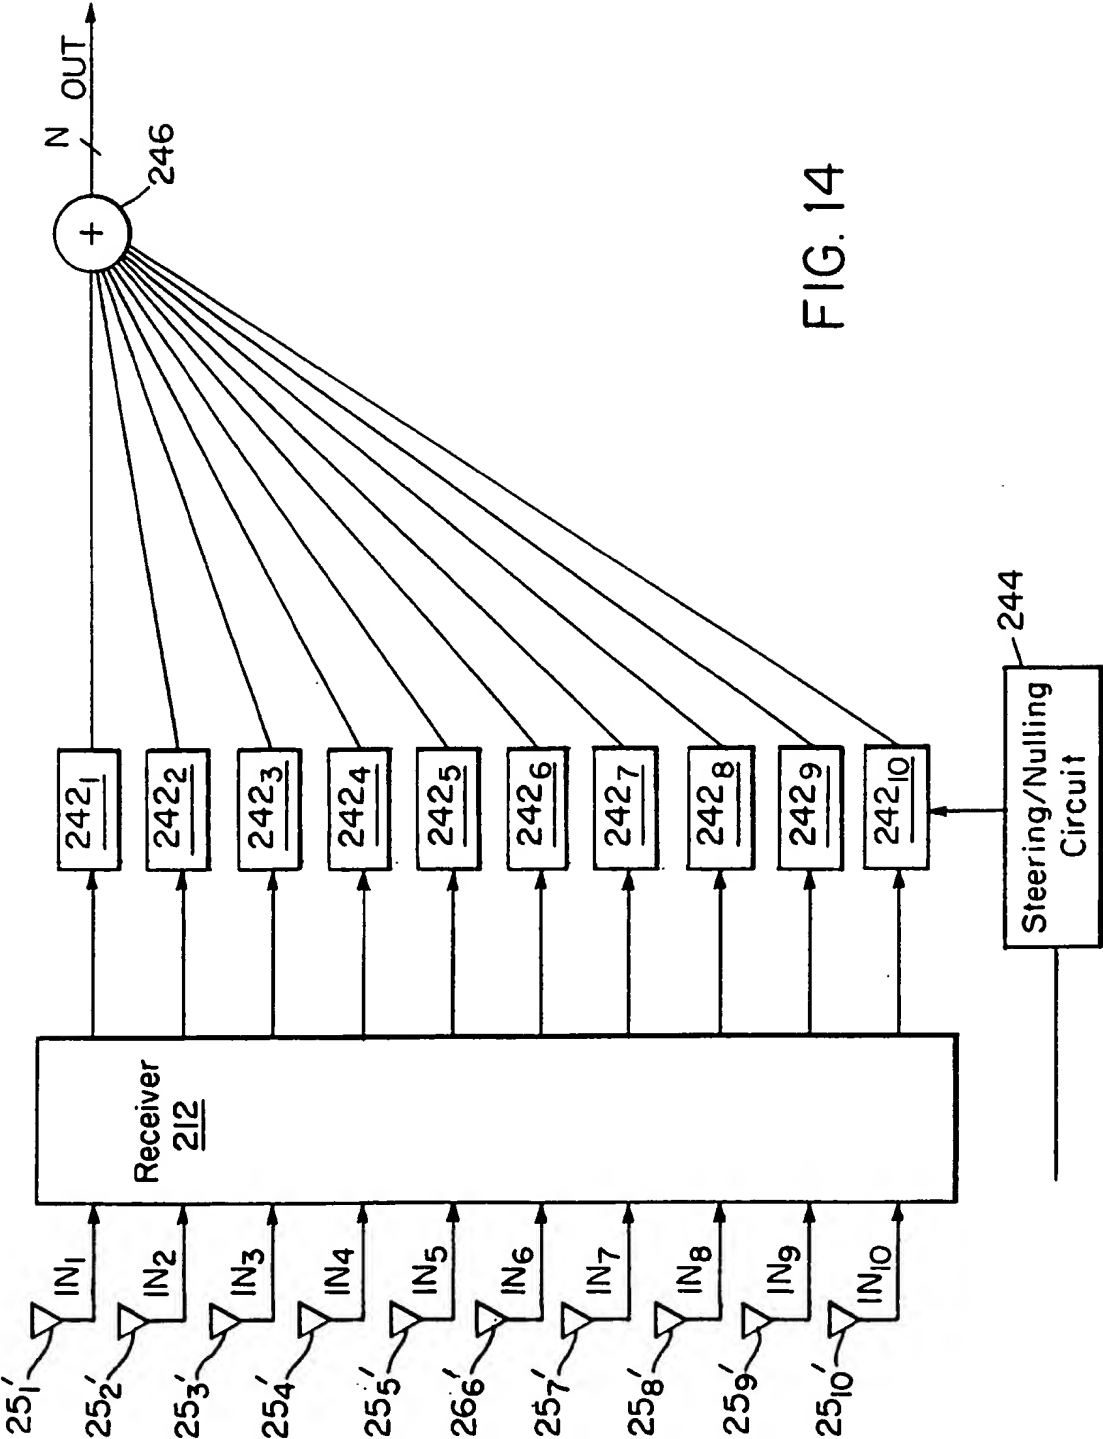 25₁' IN₁
25₂' IN₂
25₃' IN₃
25₄' IN₄
25₅' IN₅
26₆' IN₆
25₇' IN₇
25₈' IN₈
25₉' IN₉
25₁₀' IN₁₀
Receiver
212
242₁
242₂
242₃
242₄
242₅
242₆
242₇
242₈
242₉
242₁₀
Steering/Nulling
Circuit
244
+
246
N
OUT
FIG. 14